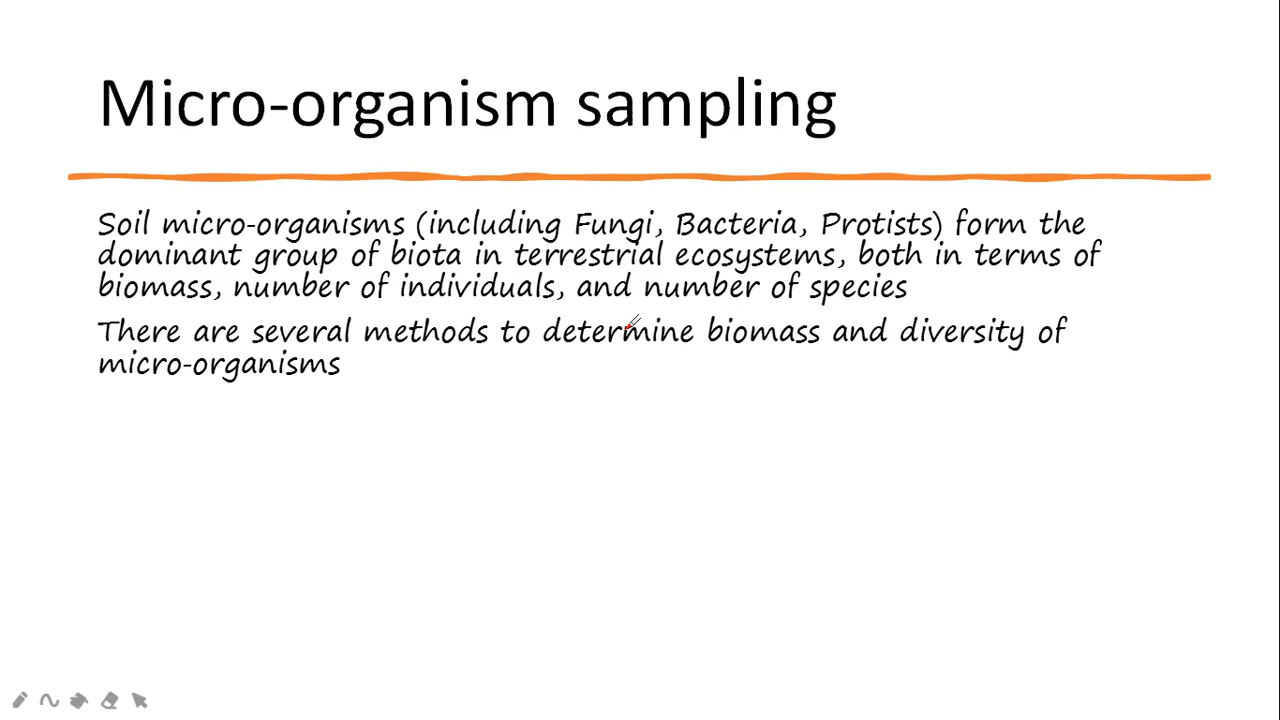 Micro-organism sampling
Soil micro-organisms (including Fungi, Bacteria, Protists) form the
dominant group of biota in terrestrial ecosystems, both in terms of
biomass, number of individuals, and number of species
There are several methods to determine biomass and diversity of
micro-organisms